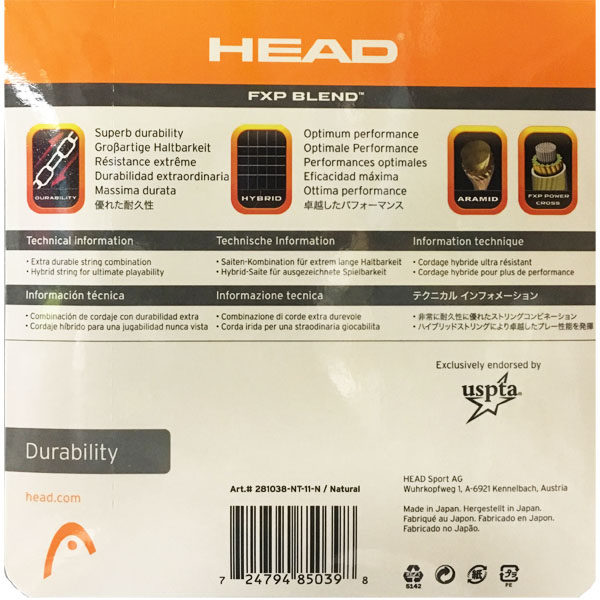 HEAD
FXP BLEND™
DURABILITY
Superb durability
Großartige Haltbarkeit
Résistance extrême
Durabilidad extraordinaria
Massima durata
優れた耐久性
HYBRID
Optimum performance
Optimale Performance
Performances optimales
Eficacidad máxima
Ottima performance
卓越したパフォーマンス
ARAMID
FXP POWER
CROSS
Technical information
• Extra durable string combination
• Hybrid string for ultimate playability
Technische Information
• Saiten-Kombination für extrem lange Haltbarkeit
• Hybrid-Saite für ausgezeichnete Spielbarkeit
Information technique
• Cordage hybride ultra résistant
• Cordage hybride pour plus de performance
Información técnica
• Combinación de cordaje con durabilidad extra
• Cordaje híbrido para una jugabilidad nunca vista
Informazione tecnica
• Combinazione di corde extra durevole
• Corda irida per una straodinaria giocabilita
テクニカル インフォメーション
• 非常に耐久性に優れたストリングコンビネーション
• ハイブリッドストリングにより卓越したプレー性能を発揮
Exclusively endorsed by
uspta®
Durability
head.com
Art.# 281038-NT-11-N / Natural
7 24794 85039 8
HEAD Sport AG
Wuhrkopfweg 1, A-6921 Kennelbach, Austria
Made in Japan. Hergestellt in Japan.
Fabriqué au Japon. Fabricado en Japon.
Fabricado no Japão.
S142
紙
プラ
PE